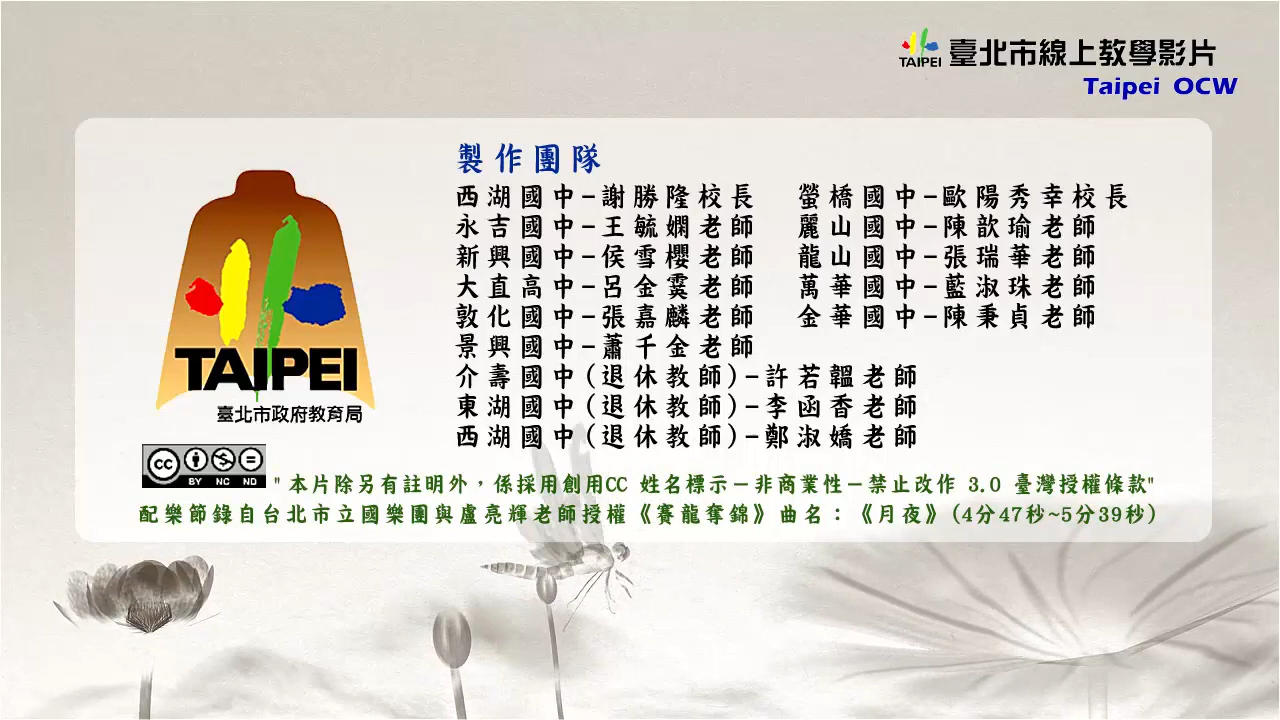 TAIPEI 臺北市線上教學影片
Taipei OCW
製作團隊
西湖國中-謝勝隆校長 螢橋國中-歐陽秀幸校長
永吉國中-王毓嫻老師 麗山國中-陳歆瑜老師
新興國中-侯雪櫻老師 龍山國中-張瑞華老師
大直高中-呂金霙老師 萬華國中-藍淑珠老師
敦化國中-張嘉麟老師 金華國中-陳秉貞老師
景興國中-蕭千金老師
介壽國中(退休教師)-許若韞老師
東湖國中(退休教師)-李函香老師
西湖國中(退休教師)-鄭淑嬌老師
TAIPEI
臺北市政府教育局
cc BY NC ND
"本片除另有註明外，係採用創用CC 姓名標示－非商業性－禁止改作 3.0 臺灣授權條款"
配樂節錄自台北市立國樂團與盧亮輝老師授權《賽龍奪錦》曲名：《月夜》(4分47秒~5分39秒)